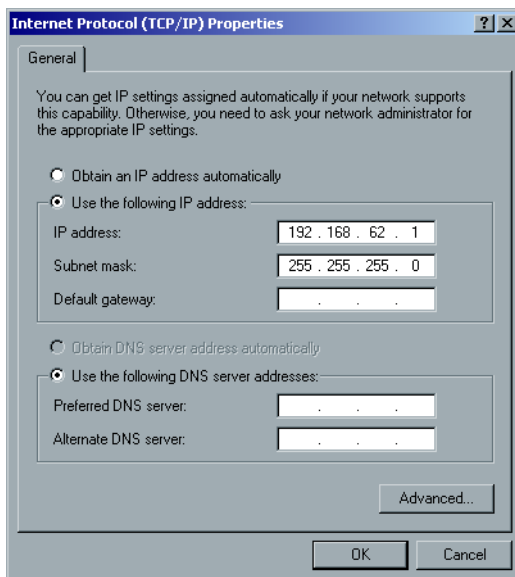 Internet Protocol (TCP/IP) Properties
General
You can get IP settings assigned automatically if your network supports
this capability. Otherwise, you need to ask your network administrator for
the appropriate IP settings.
Obtain an IP address automatically
Use the following IP address:
IP address: 192 . 168 . 62 . 1
Subnet mask: 255 . 255 . 255 . 0
Default gateway: . . .
Obtain DNS server address automatically
Use the following DNS server addresses:
Preferred DNS server: . . .
Alternate DNS server: . . .
Advanced...
OK Cancel